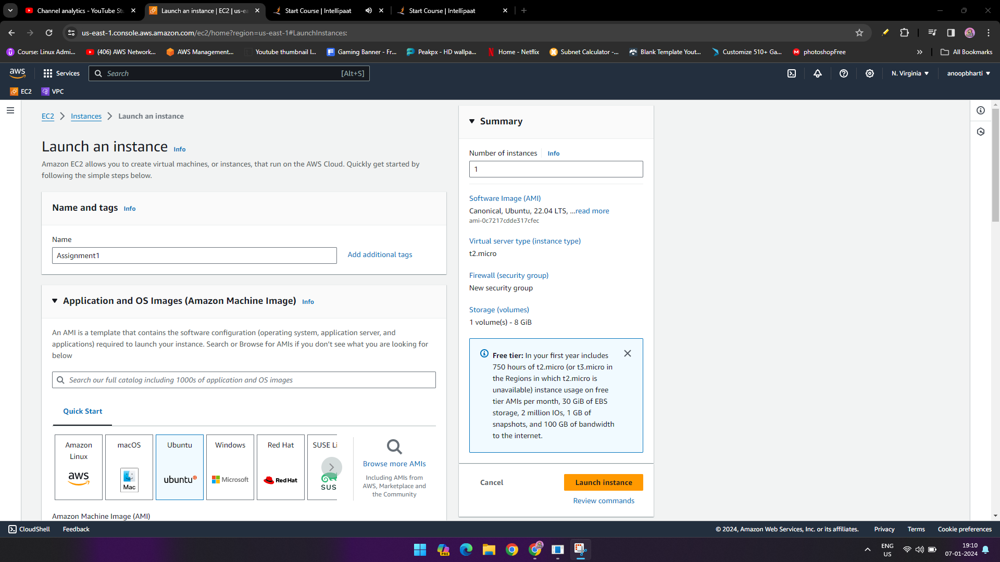 Channel analytics - YouTube Stu
Launch an instance | EC2 | us-ea
Start Course | Intellipaat
Start Course | Intellipaat
us-east-1.console.aws.amazon.com/ec2/home?region=us-east-1#LaunchInstances:
Course: Linux Admi...
(406) AWS Network...
AWS Management...
Youtube thumbnail I...
Gaming Banner - Fr...
Peakpx - HD wallpa...
Home - Netflix
Subnet Calculator -...
Blank Template Yout...
Customize 510+ Ga...
photoshopFree
All Bookmarks
aws
Services
Search
[Alt+S]
N. Virginia
anoopbharti
EC2
VPC
EC2
Instances
Launch an instance
Launch an instance Info
Amazon EC2 allows you to create virtual machines, or instances, that run on the AWS Cloud. Quickly get started by
following the simple steps below.
Name and tags Info
Name
Assignment1
Add additional tags
Application and OS Images (Amazon Machine Image) Info
An AMI is a template that contains the software configuration (operating system, application server, and
applications) required to launch your instance. Search or Browse for AMIs if you don’t see what you are looking for
below
Search our full catalog including 1000s of application and OS images
Quick Start
Amazon
Linux
aws
macOS
Mac
Ubuntu
ubuntu
Windows
Microsoft
Red Hat
Red Hat
SUSE Li
SUS
Browse more AMIs
Including AMIs from
AWS, Marketplace and
the Community
Amazon Machine Image (AMI)
Summary
Number of instances Info
1
Software Image (AMI)
Canonical, Ubuntu, 22.04 LTS, ...read more
ami-0c7217cdde317cfec
Virtual server type (instance type)
t2.micro
Firewall (security group)
New security group
Storage (volumes)
1 volume(s) - 8 GiB
Free tier: In your first year includes
750 hours of t2.micro (or t3.micro in
the Regions in which t2.micro is
unavailable) instance usage on free
tier AMIs per month, 30 GiB of EBS
storage, 2 million IOs, 1 GB of
snapshots, and 100 GB of bandwidth
to the internet.
Cancel
Launch instance
Review commands
CloudShell
Feedback
© 2024, Amazon Web Services, Inc. or its affiliates.
Privacy
Terms
Cookie preferences
PRE
ENG
US
19:10
07-01-2024